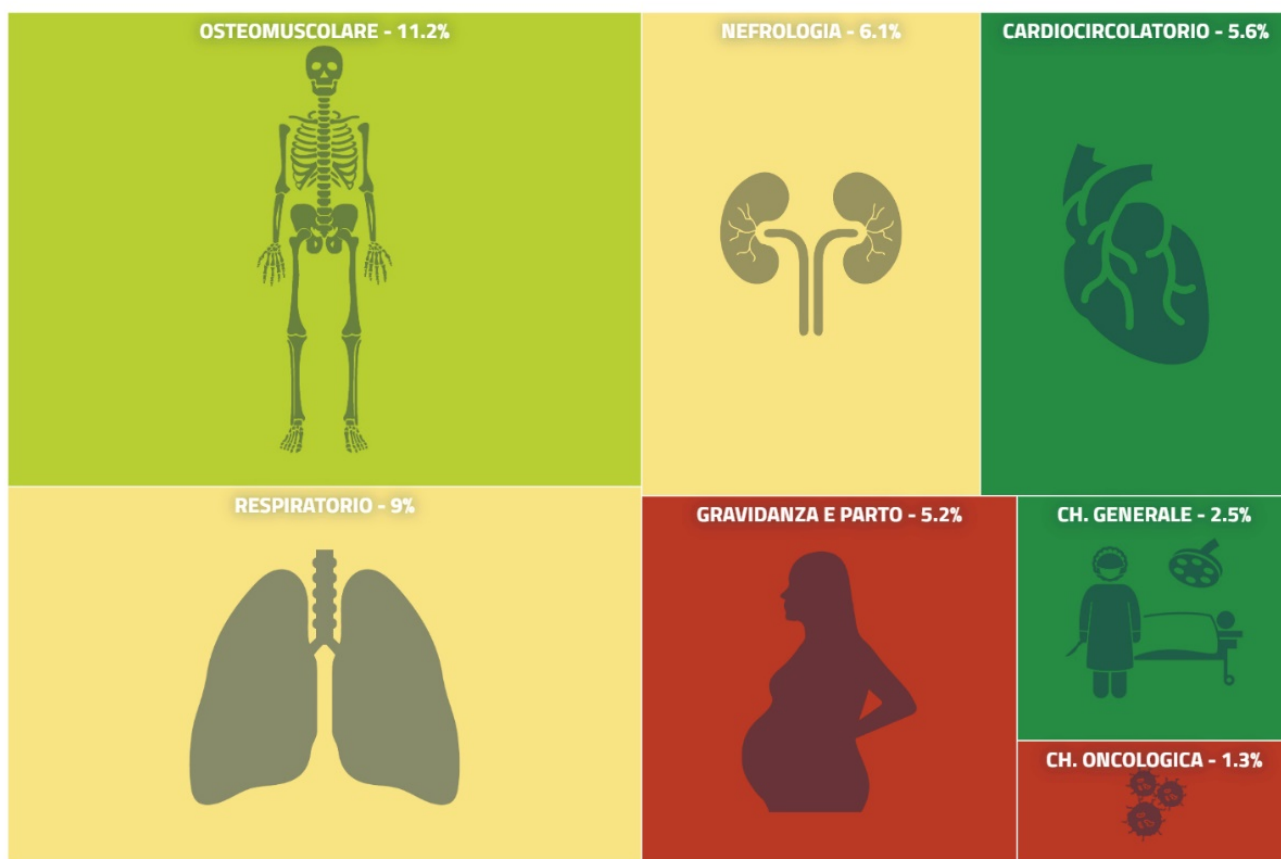 OSTEOMUSCOLARE - 11.2%
NEFROLOGIA - 6.1%
CARDIOCIRCOLATORIO - 5.6%
RESPIRATORIO - 9%
GRAVIDANZA E PARTO - 5.2%
CH. GENERALE - 2.5%
CH. ONCOLOGICA - 1.3%